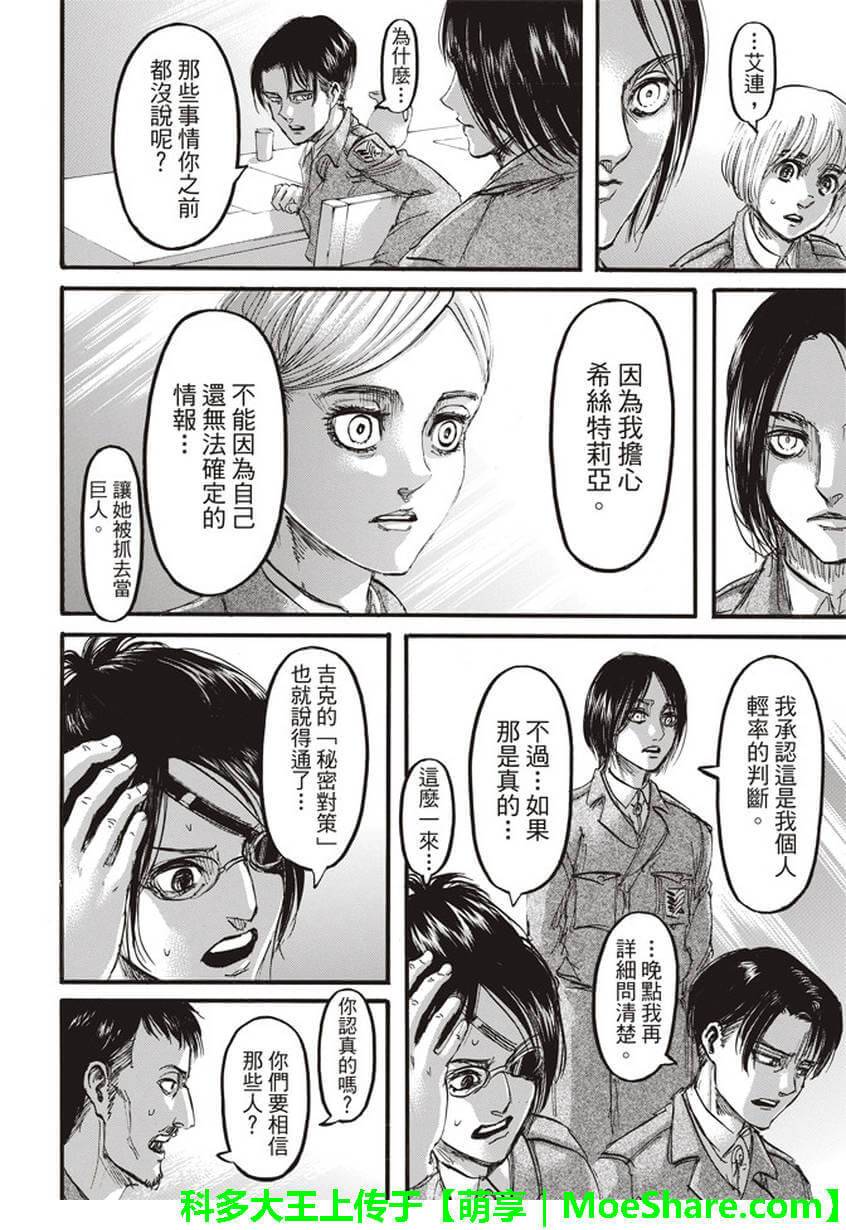 …艾連，
為什麼…
那些事情你之前
都沒說呢？
因為我擔心
希絲特莉亞。
不能因為自己
還無法確定的
情報…
讓她被抓去當
巨人。
我承認這是我個人
輕率的判斷。
不過…如果
那是真的…
…晚點我再
詳細問清楚。
這麼一來…
吉克的「秘密對策」
也就說得通了…
你認真的嗎？
你們要相信
那些人？
科多大王上传于【萌享｜MoeShare.com】